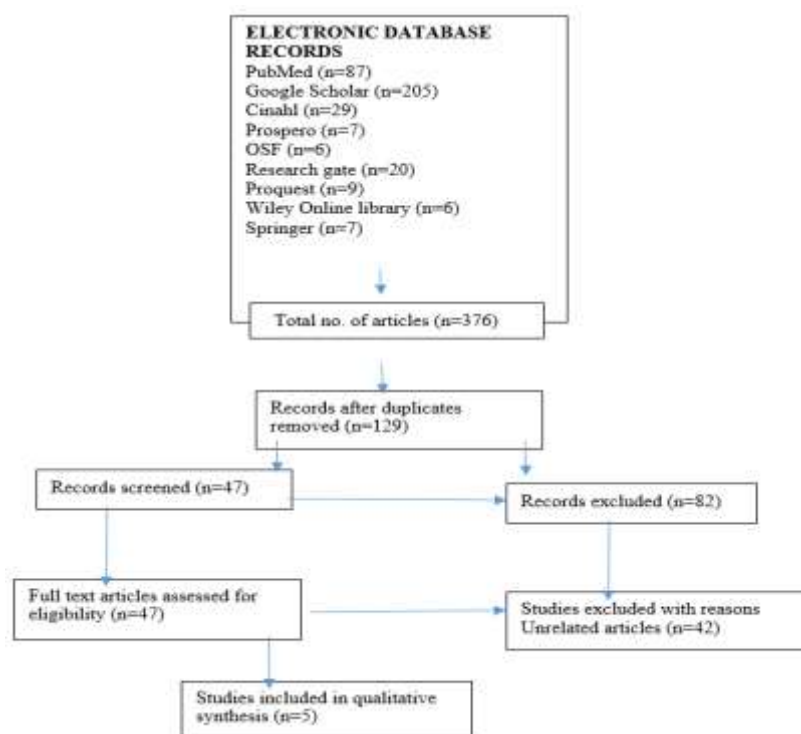 ELECTRONIC DATABASE
RECORDS
PubMed (n=87)
Google Scholar (n=205)
Cinahl (n=29)
Prospero (n=7)
OSF (n=6)
Research gate (n=20)
Proquest (n=9)
Wiley Online library (n=6)
Springer (n=7)
Total no. of articles (n=376)
Records after duplicates
removed (n=129)
Records screened (n=47)
Records excluded (n=82)
Full text articles assessed for
eligibility (n=47)
Studies excluded with reasons
Unrelated articles (n=42)
Studies included in qualitative
synthesis (n=5)